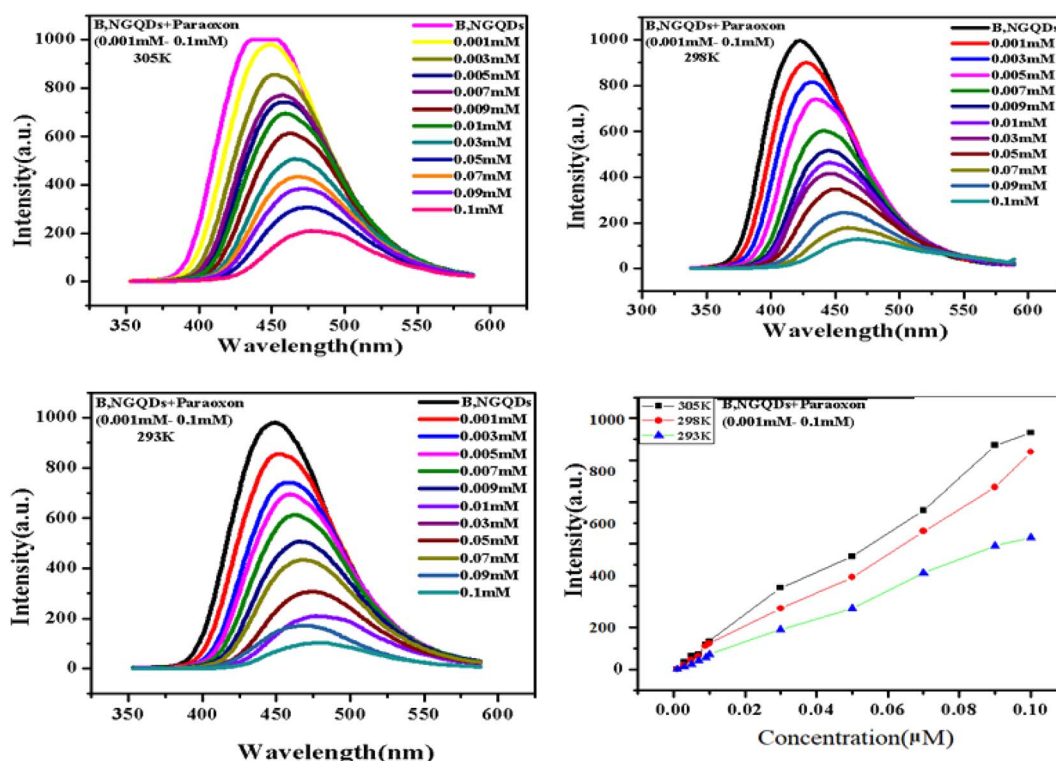 B,NGQDs+Paraoxon
(0.001mM- 0.1mM)
305K
B,NGQDs
0.001mM
0.003mM
0.005mM
0.007mM
0.009mM
0.01mM
0.03mM
0.05mM
0.07mM
0.09mM
0.1mM
1000
800
600
400
200
0
Intensity(a.u.)
350 400 450 500 550 600
Wavelength(nm)
B,NGQDs+Paraoxon
(0.001mM- 0.1mM)
298K
B,NGQDs
0.001mM
0.003mM
0.005mM
0.007mM
0.009mM
0.01mM
0.03mM
0.05mM
0.07mM
0.09mM
0.1mM
1000
800
600
400
200
0
Intensity(a.u.)
300 350 400 450 500 550 600
Wavelength(nm)
B,NGQDs+Paraoxon
(0.001mM- 0.1mM)
293K
B,NGQDs
0.001mM
0.003mM
0.005mM
0.007mM
0.009mM
0.01mM
0.03mM
0.05mM
0.07mM
0.09mM
0.1mM
1000
800
600
400
200
0
Intensity(a.u.)
350 400 450 500 550 600
Wavelength(nm)
305K
298K
293K
B,NGQDs+Paraoxon
(0.001mM- 0.1mM)
1000
800
600
400
200
0
Intensity(a.u.)
0.00 0.02 0.04 0.06 0.08 0.10
Concentration(µM)